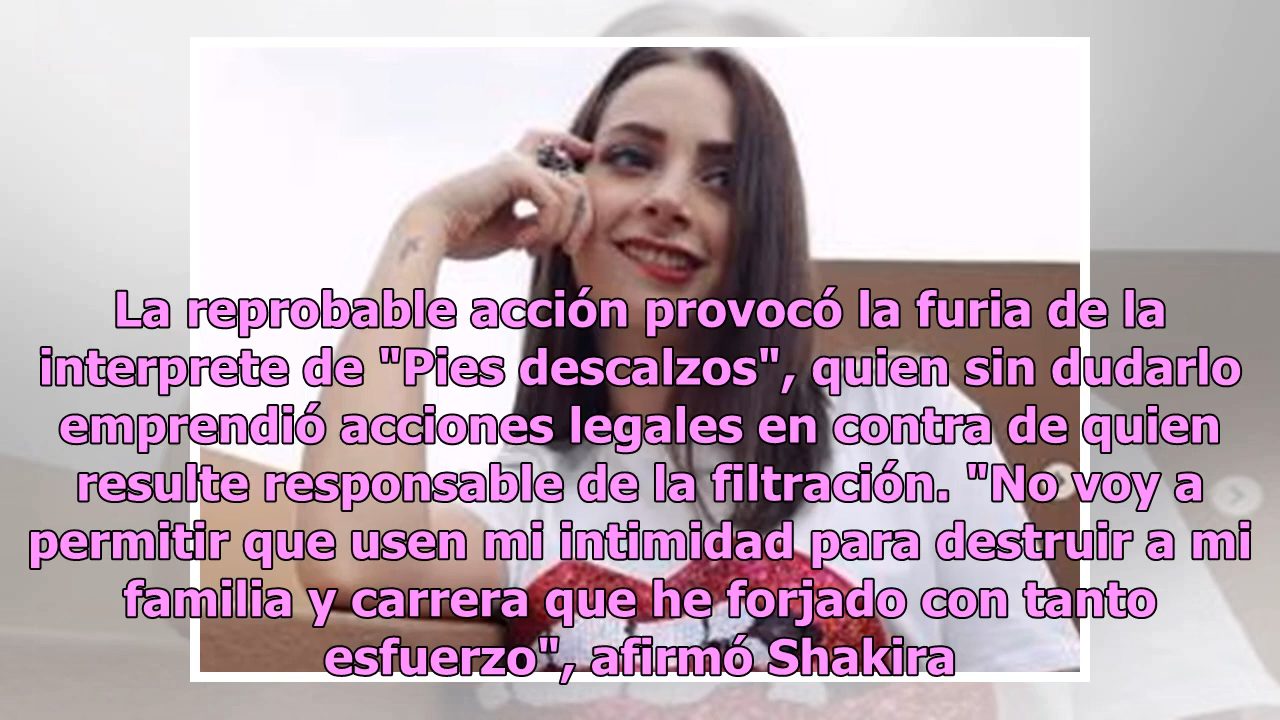 La reprobable acción provocó la furia de la
interprete de "Pies descalzos", quien sin dudarlo
emprendió acciones legales en contra de quien
resulte responsable de la filtración. "No voy a
permitir que usen mi intimidad para destruir a mi
familia y carrera que he forjado con tanto
esfuerzo", afirmó Shakira